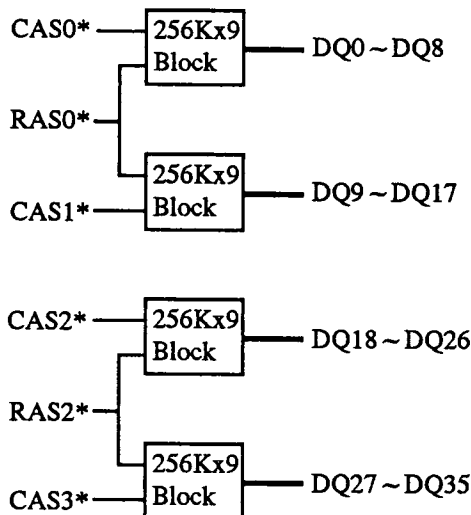 CAS0*
256Kx9
Block
DQ0~DQ8
RAS0*
256Kx9
Block
DQ9~DQ17
CAS1*
CAS2*
256Kx9
Block
DQ18~DQ26
RAS2*
256Kx9
Block
DQ27~DQ35
CAS3*